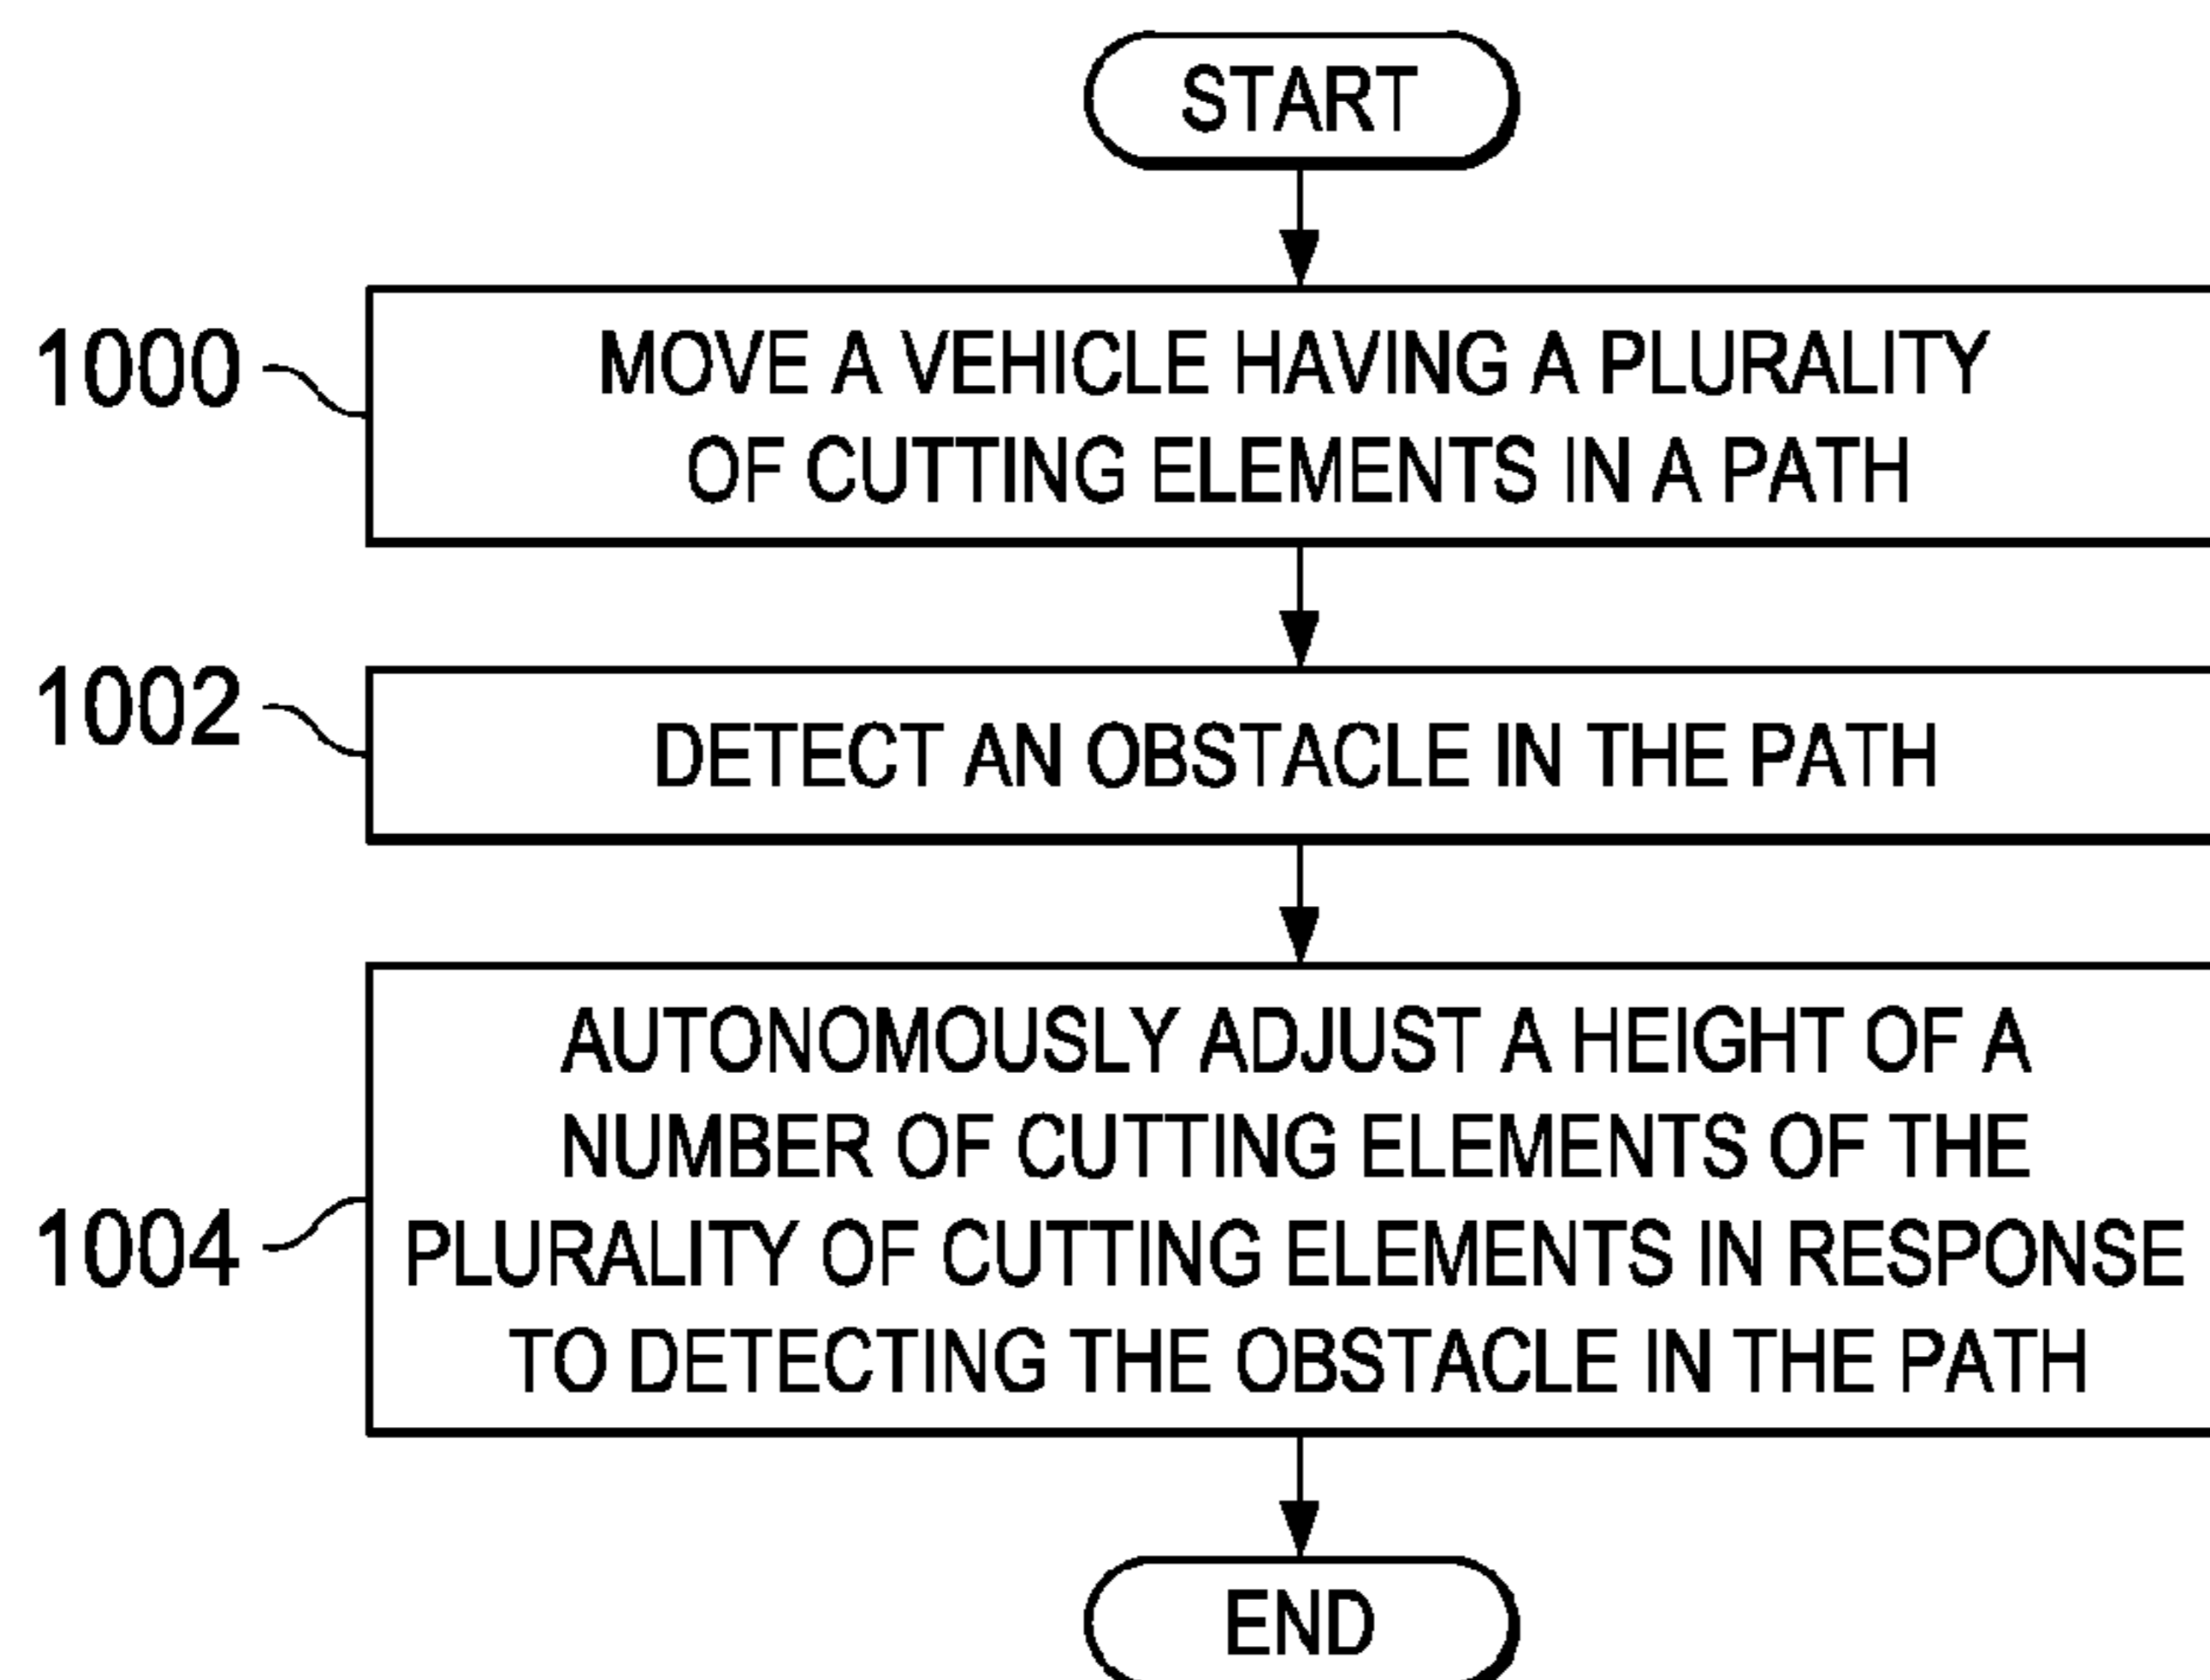 START
1000
MOVE A VEHICLE HAVING A PLURALITY
OF CUTTING ELEMENTS IN A PATH
1002
DETECT AN OBSTACLE IN THE PATH
1004
AUTONOMOUSLY ADJUST A HEIGHT OF A
NUMBER OF CUTTING ELEMENTS OF THE
PLURALITY OF CUTTING ELEMENTS IN RESPONSE
TO DETECTING THE OBSTACLE IN THE PATH
END